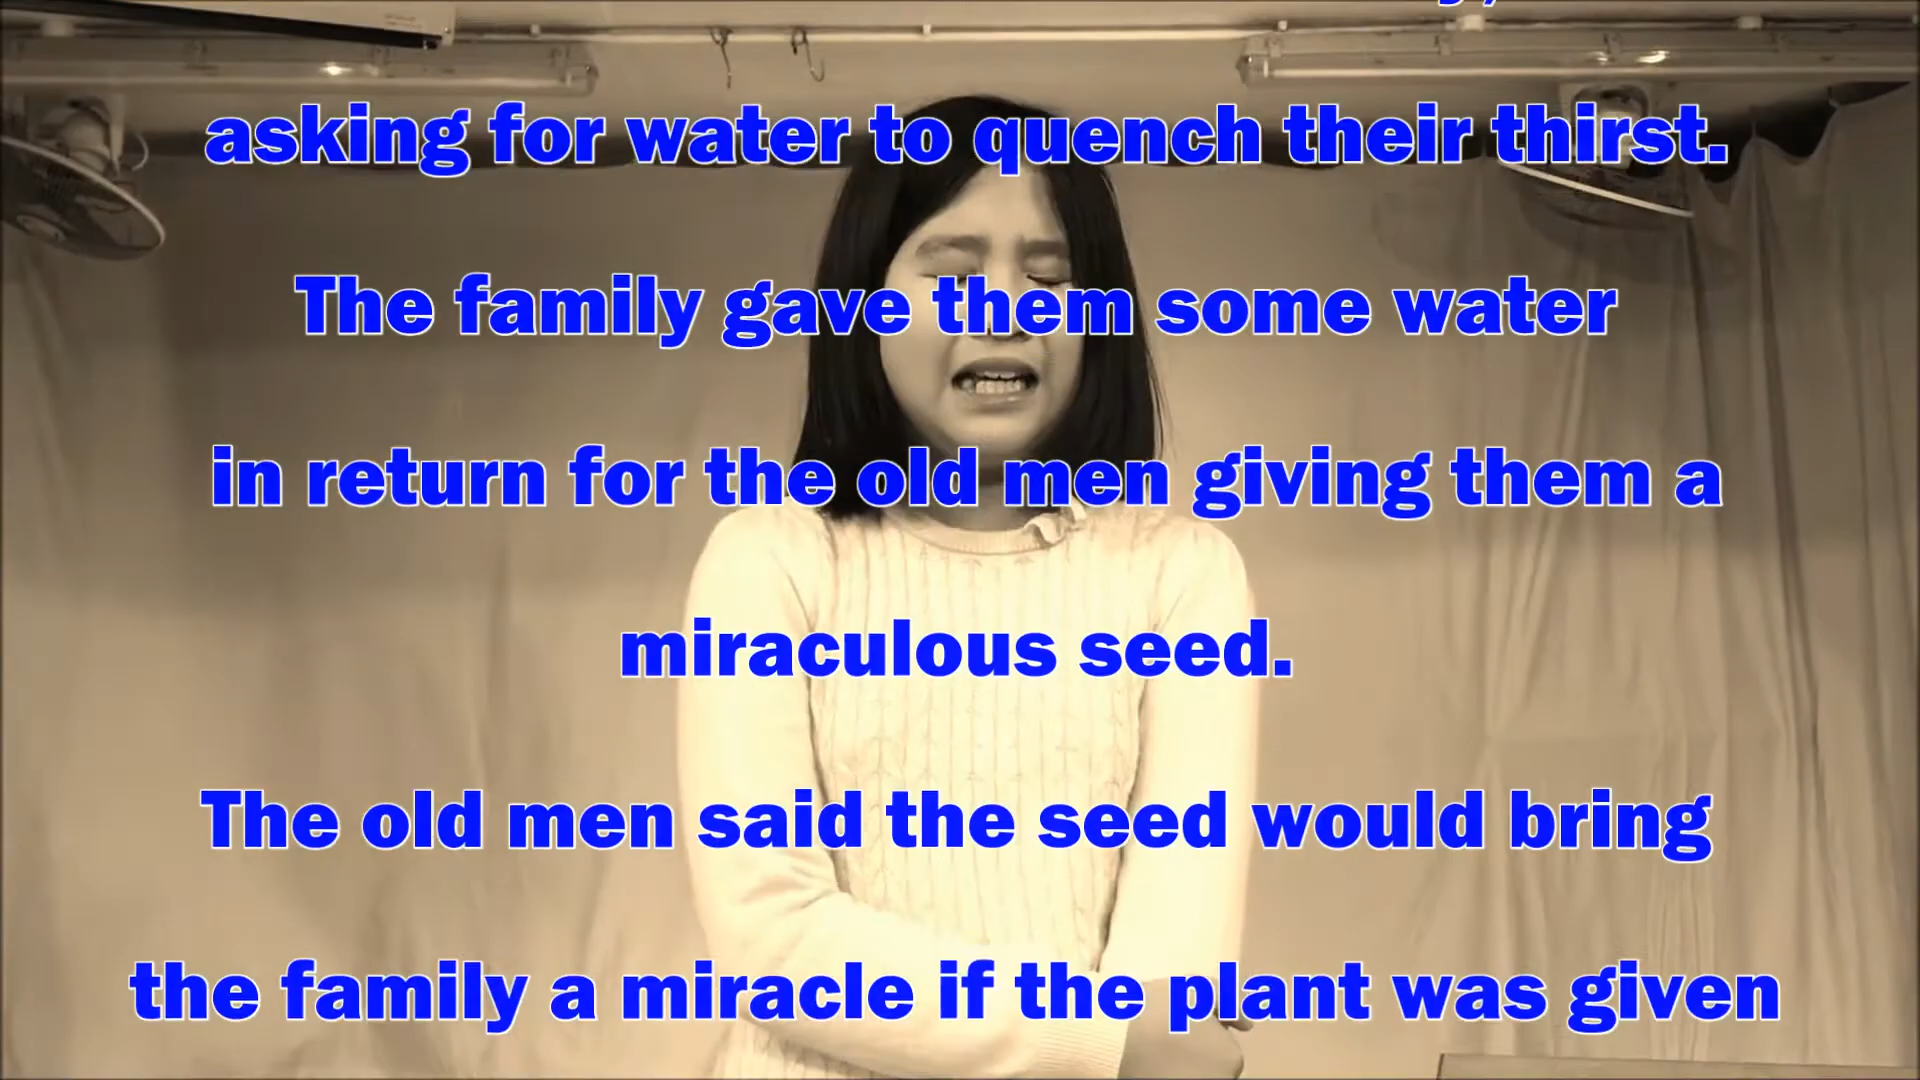 asking for water to quench their thirst.
The family gave them some water
in return for the old men giving them a
miraculous seed.
The old men said the seed would bring
the family a miracle if the plant was given